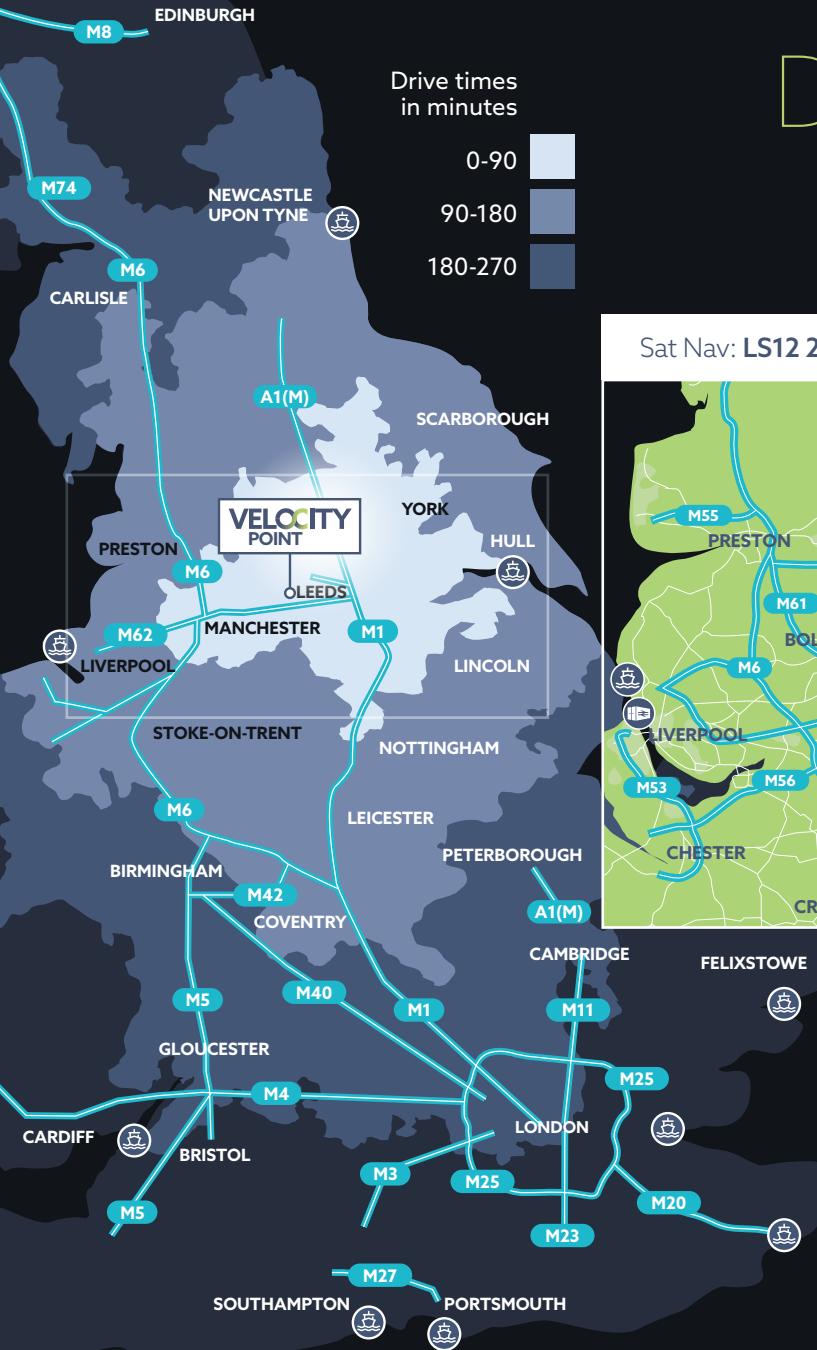 EDINBURGH
M8
Drive times
in minutes
0-90
90-180
180-270
M74
NEWCASTLE
UPON TYNE
M6
CARLISLE
Sat Nav: LS12 2
A1(M)
SCARBOROUGH
VELOCITY
POINT
YORK
HULL
PRESTON
M6
LEEDS
M62
MANCHESTER
M1
LIVERPOOL
LINCOLN
STOKE-ON-TRENT
NOTTINGHAM
M6
LEICESTER
PETERBOROUGH
BIRMINGHAM
M42
A1(M)
COVENTRY
CAMBRIDGE
FELIXSTOWE
M40
M5
M1
M11
GLOUCESTER
M25
M4
LONDON
CARDIFF
BRISTOL
M3
M25
M20
M5
M23
M27
SOUTHAMPTON
PORTSMOUTH
M55
PRESTON
M61
BOL
M6
LIVERPOOL
M53
M56
CHESTER
CR